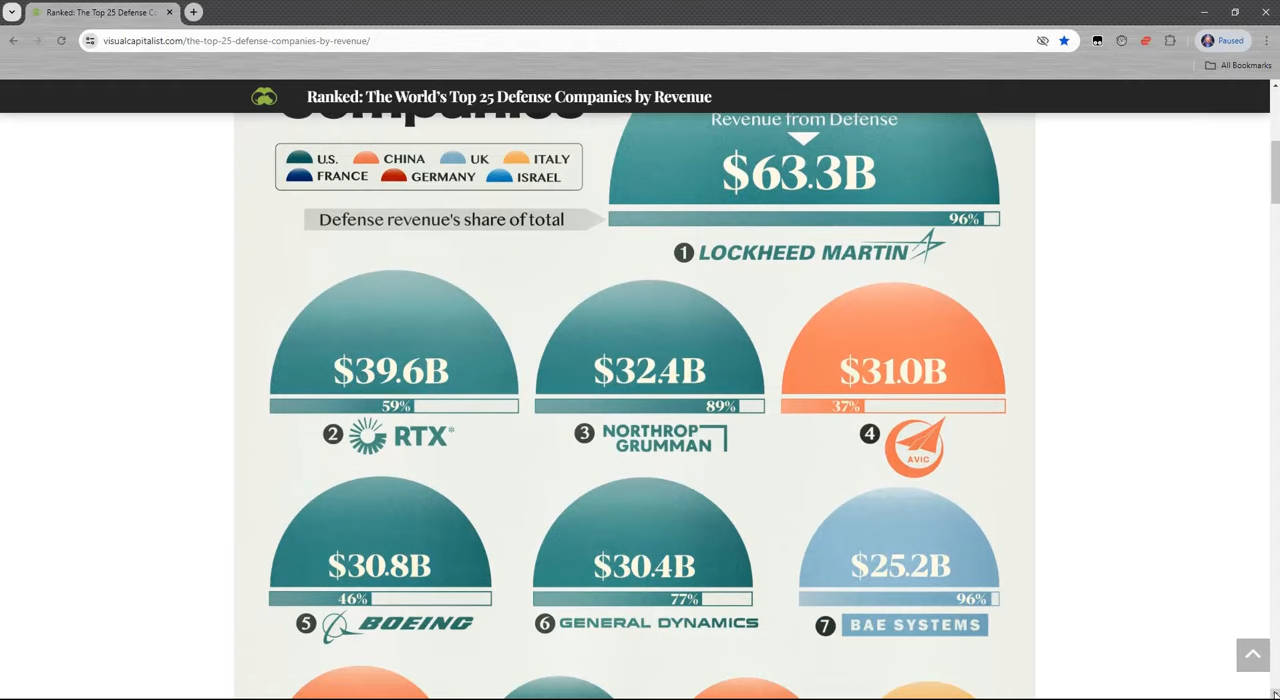 Ranked: The Top 25 Defense Co
visualcapitalist.com/the-top-25-defense-companies-by-revenue/
Paused
All Bookmarks
Ranked: The World's Top 25 Defense Companies by Revenue
Companies
Revenue from Defense
$63.3B
U.S. CHINA UK ITALY
FRANCE GERMANY ISRAEL
Defense revenue's share of total
96%
1 LOCKHEED MARTIN
$39.6B
59%
2 RTX*
$32.4B
89%
3 NORTHROP
GRUMMAN
$31.0B
37%
4 AVIC
$30.8B
46%
5 BOEING
$30.4B
77%
6 GENERAL DYNAMICS
$25.2B
96%
7 BAE SYSTEMS